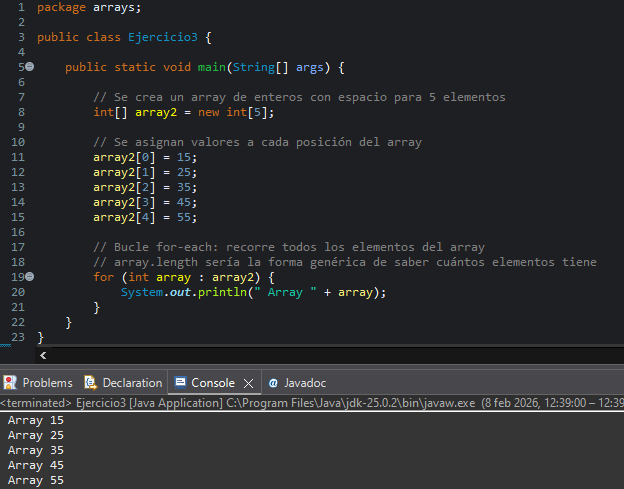 1 package arrays;
2
3 public class Ejercicio3 {
4
5     public static void main(String[] args) {
6
7         // Se crea un array de enteros con espacio para 5 elementos
8         int[] array2 = new int[5];
9
10         // Se asignan valores a cada posición del array
11         array2[0] = 15;
12         array2[1] = 25;
13         array2[2] = 35;
14         array2[3] = 45;
15         array2[4] = 55;
16
17         // Bucle for-each: recorre todos los elementos del array
18         // array.length sería la forma genérica de saber cuántos elementos tiene
19         for (int array : array2) {
20             System.out.println(" Array " + array);
21         }
22     }
23 }
Problems Declaration Console Javadoc
<terminated> Ejercicio3 [Java Application] C:\Program Files\Java\jdk-25.0.2\bin\javaw.exe (8 feb 2026, 12:39:00 – 12:39
Array 15
Array 25
Array 35
Array 45
Array 55